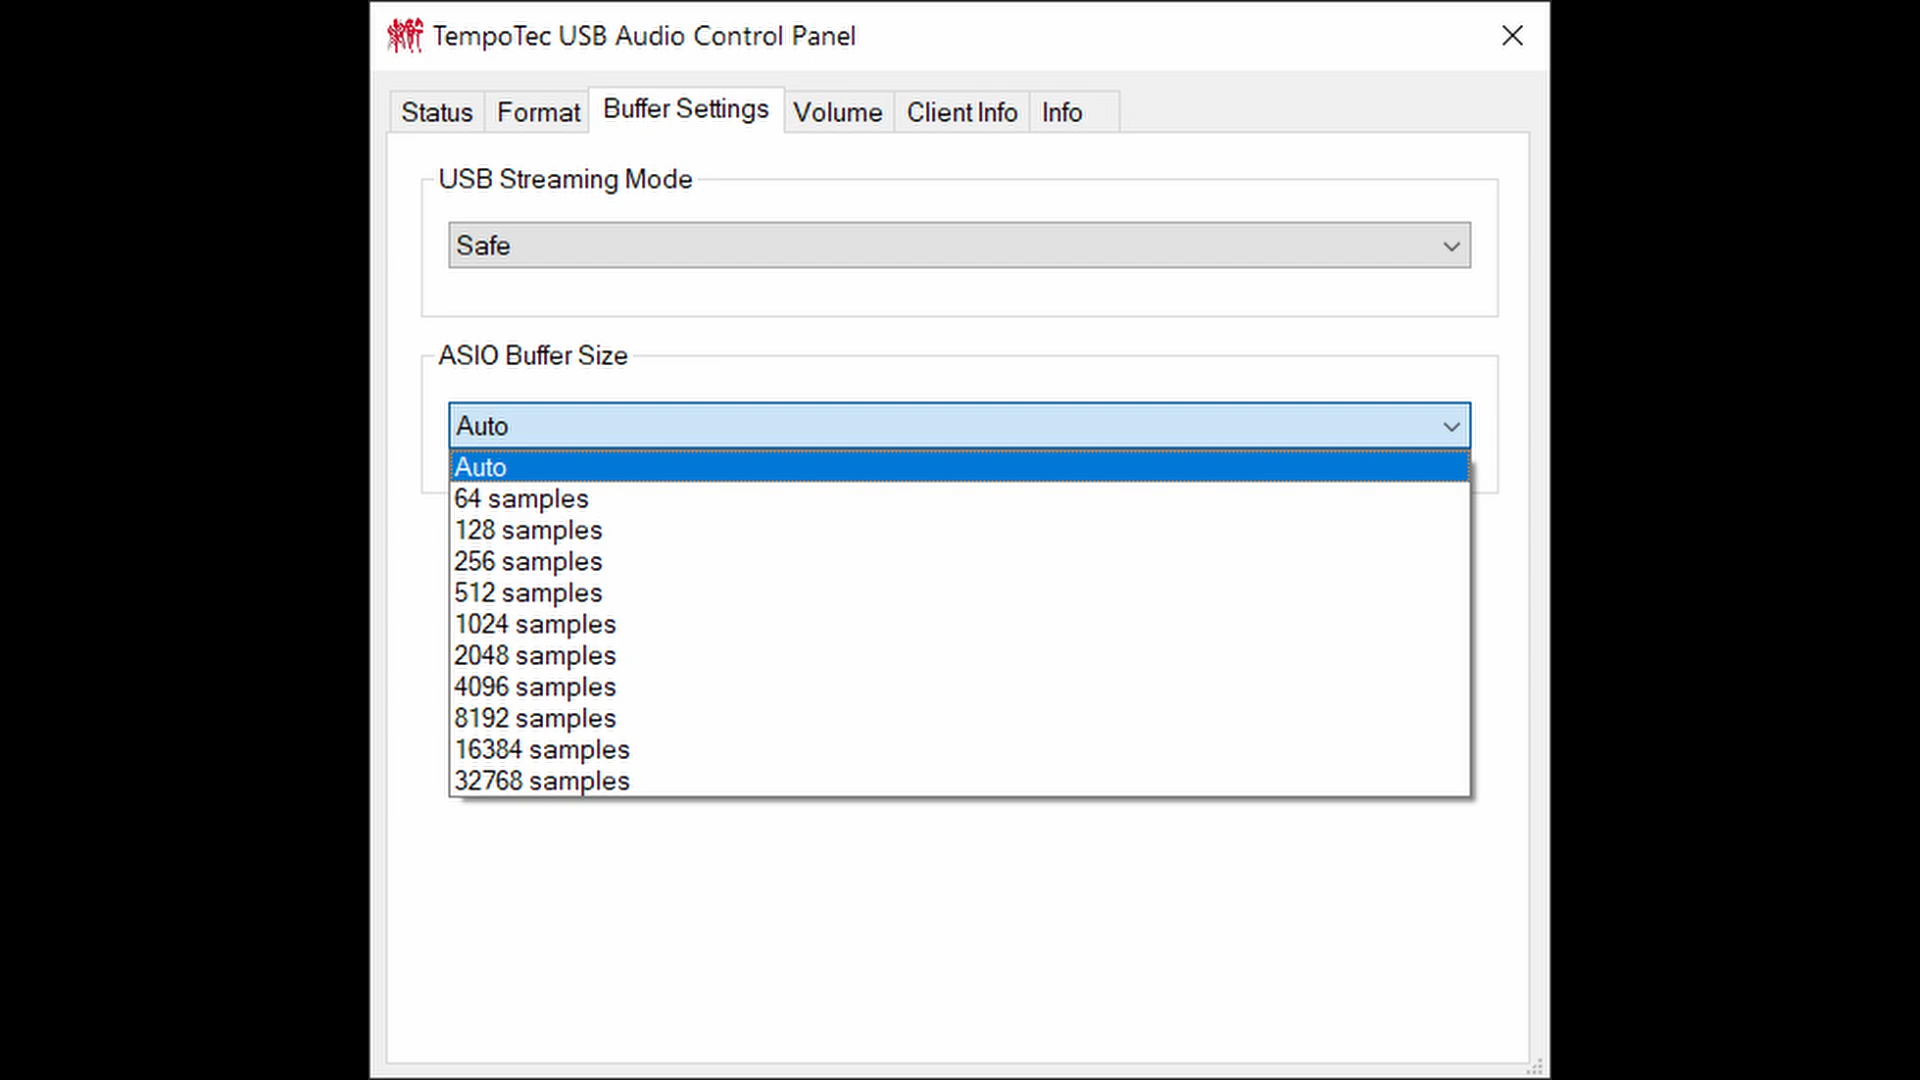 TempoTec USB Audio Control Panel
Status Format Buffer Settings Volume Client Info Info
USB Streaming Mode
Safe
ASIO Buffer Size
Auto
Auto
64 samples
128 samples
256 samples
512 samples
1024 samples
2048 samples
4096 samples
8192 samples
16384 samples
32768 samples